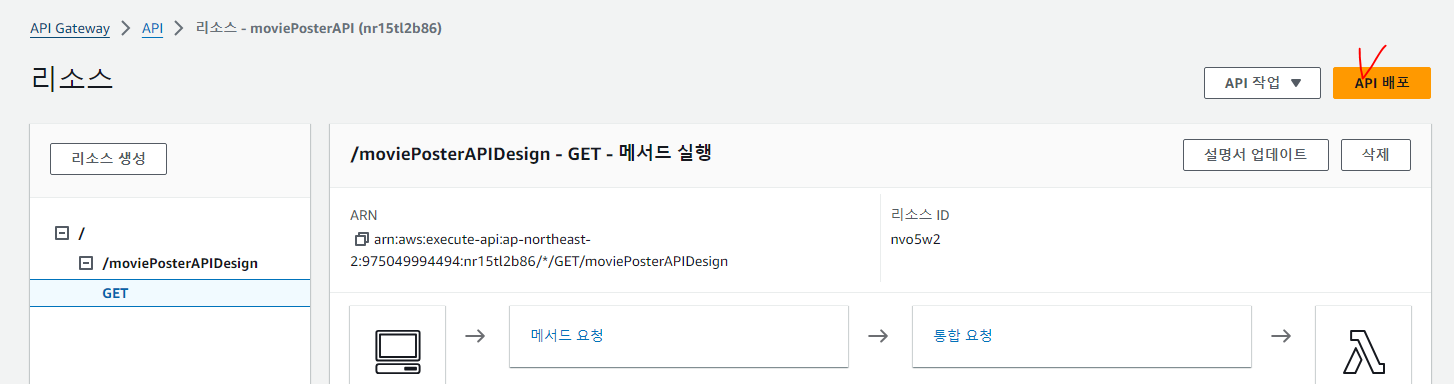 API Gateway > API > 리소스 - moviePosterAPI (nr15tl2b86)
리소스
API 작업 ▼
API 배포
리소스 생성
/
/moviePosterAPIDesign
GET
/moviePosterAPIDesign - GET - 메서드 실행
설명서 업데이트
삭제
ARN
arn:aws:execute-api:ap-northeast-
2:975049994494:nr15tl2b86/*/GET/moviePosterAPIDesign
리소스 ID
nvo5w2
메서드 요청
통합 요청